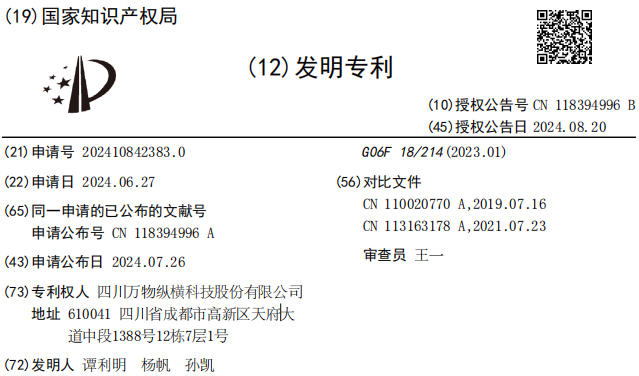 (19)国家知识产权局
(12)发明专利
(10)授权公告号 CN 118394996 B
(45)授权公告日 2024.08.20
(21)申请号 202410842383.0
(22)申请日 2024.06.27
(65)同一申请的已公布的文献号
申请公布号 CN 118394996 A
(43)申请公布日 2024.07.26
(73)专利权人 四川万物纵横科技股份有限公司
地址 610041 四川省成都市高新区天府大
道中段1388号12栋7层1号
(72)发明人 谭利明 杨帆 孙凯
G06F 18/214(2023.01)
(56)对比文件
CN 110020770 A,2019.07.16
CN 113163178 A,2021.07.23
审查员 王一